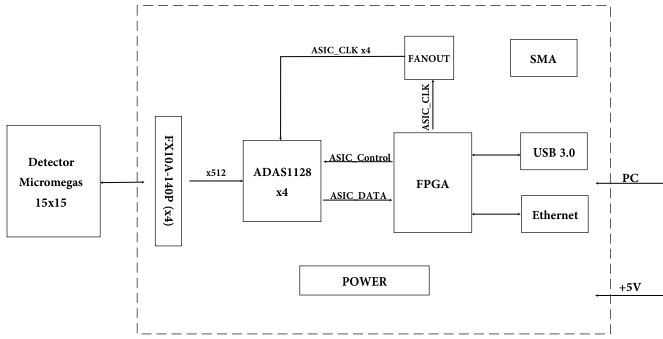 ASIC_CLK x4
FANOUT
SMA
ASIC_CLK
Detector
Micromegas
15x15
FX10A-140P (x4)
x512
ADAS1128
x4
ASIC_Control
ASIC_DATA
FPGA
USB 3.0
Ethernet
PC
POWER
+5V